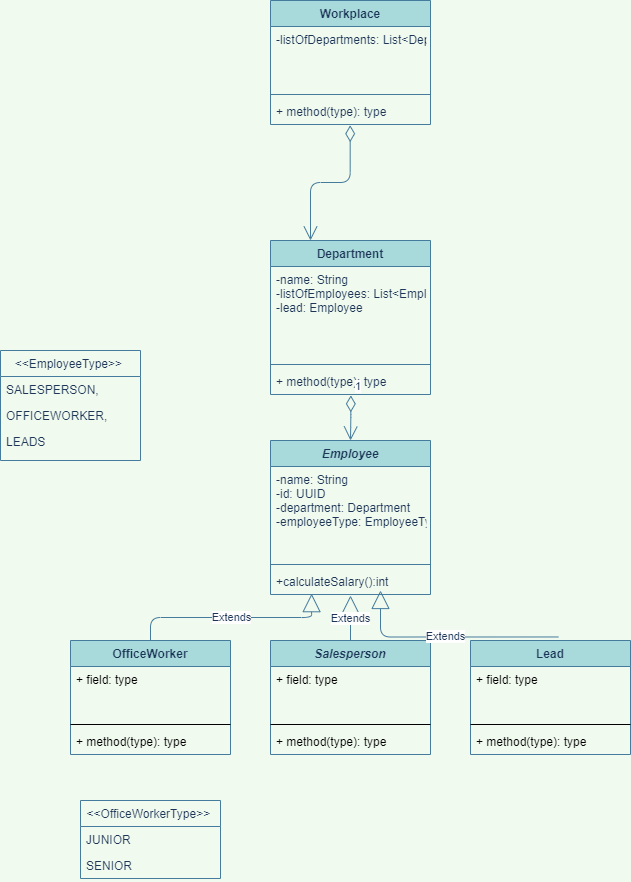 Workplace
-listOfDepartments: List<Dep
+ method(type): type
Department
-name: String
-listOfEmployees: List<Empl
-lead: Employee
+ method(type): type
1
<<EmployeeType>>
SALESPERSON,
OFFICEWORKER,
LEADS
Employee
-name: String
-id: UUID
-department: Department
-employeeType: EmployeeTy
+calculateSalary():int
Extends
Extends
Extends
OfficeWorker
+ field: type
+ method(type): type
Salesperson
+ field: type
+ method(type): type
Lead
+ field: type
+ method(type): type
<<OfficeWorkerType>>
JUNIOR
SENIOR